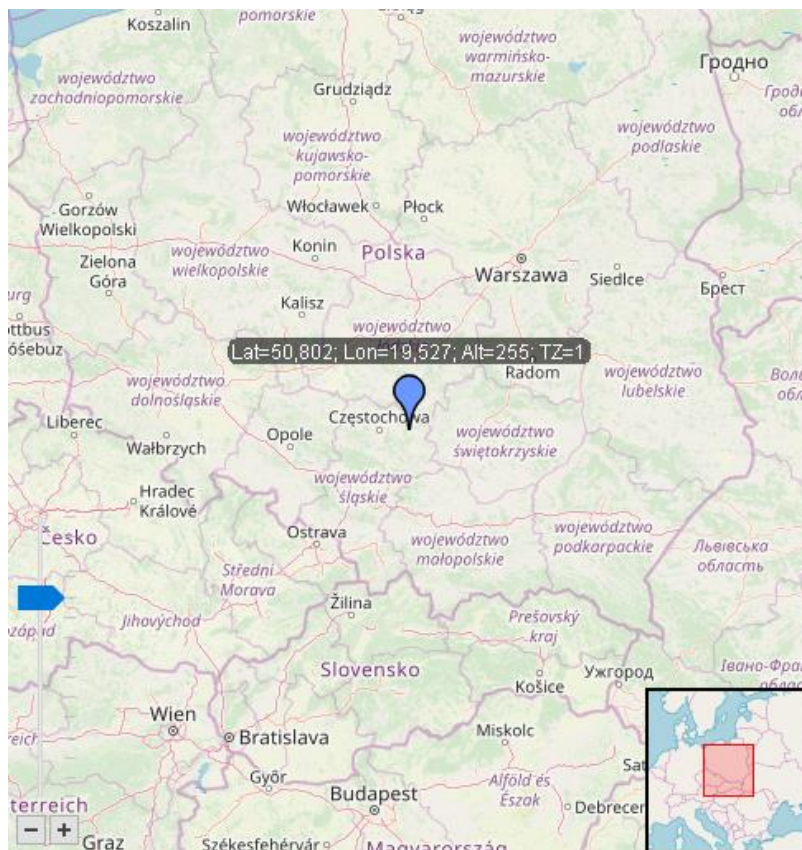 Koszalin
pomorskie
pomorskie
województwo
warmińsko-
mazurskie
Гродно
województwo
zachodniopomorskie
Grudziądz
województwo
kujawsko-
pomorskie
województwo
podlaskie
Gorzów
Wielkopolski
Włocławek
Płock
województwo
wielkopolskie
Konin
Polska
Zielona
Góra
Warszawa
Siedlce
Брест
Kalisz
województwo
Lat=50,802; Lon=19,527; Alt=255; TZ=1
Radom
województwo
lubelskie
województwo
dolnośląskie
Częstochowa
Liberec
Wałbrzych
Opole
województwo
świętokrzyskie
województwo
śląskie
Hradec
Králové
Ostrava
województwo
małopolskie
województwo
podkarpackie
Львівська
область
Česko
Střední
Morava
Jihovýchod
Žilina
Prešovský
kraj
Slovensko
Košice
Ужгород
Wien
Bratislava
Miskolc
Győr
Budapest
Alföld és
Észak
Debrecen
Graz
Székesfehérvár
Magyarország